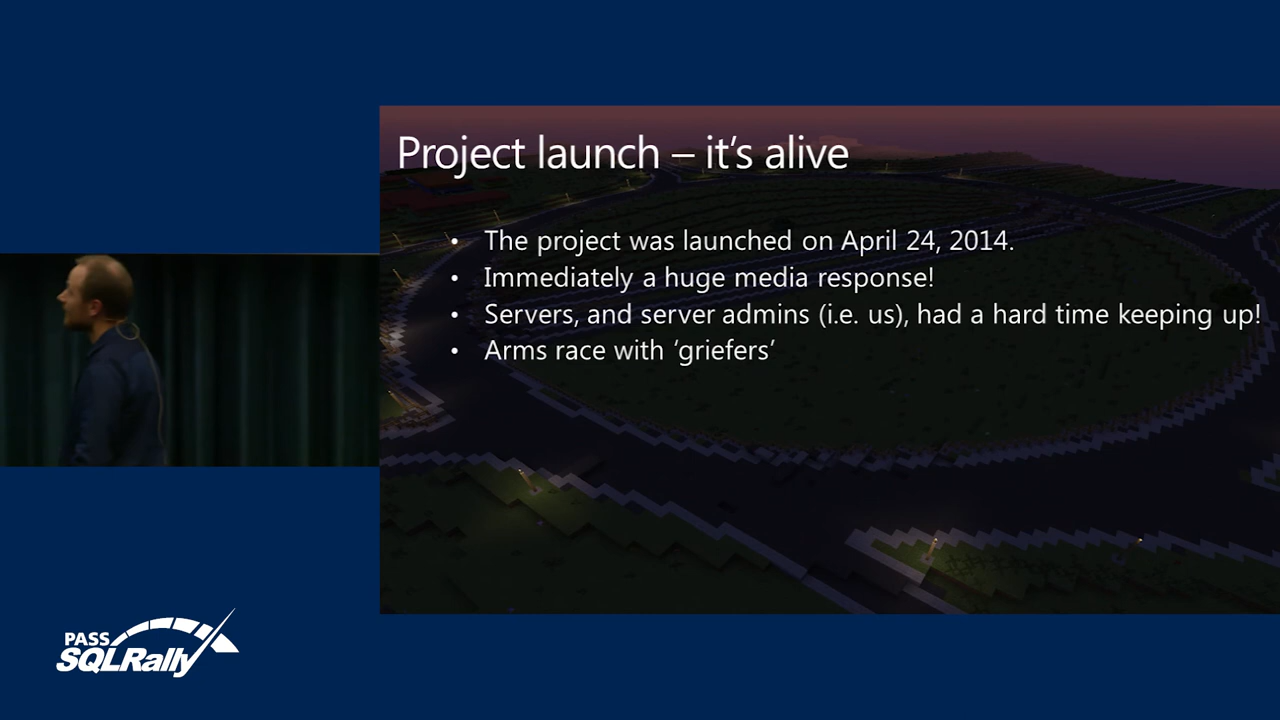 Project launch – it's alive
• The project was launched on April 24, 2014.
• Immediately a huge media response!
• Servers, and server admins (i.e. us), had a hard time keeping up!
• Arms race with ‘griefers’
PASS
SQLRally